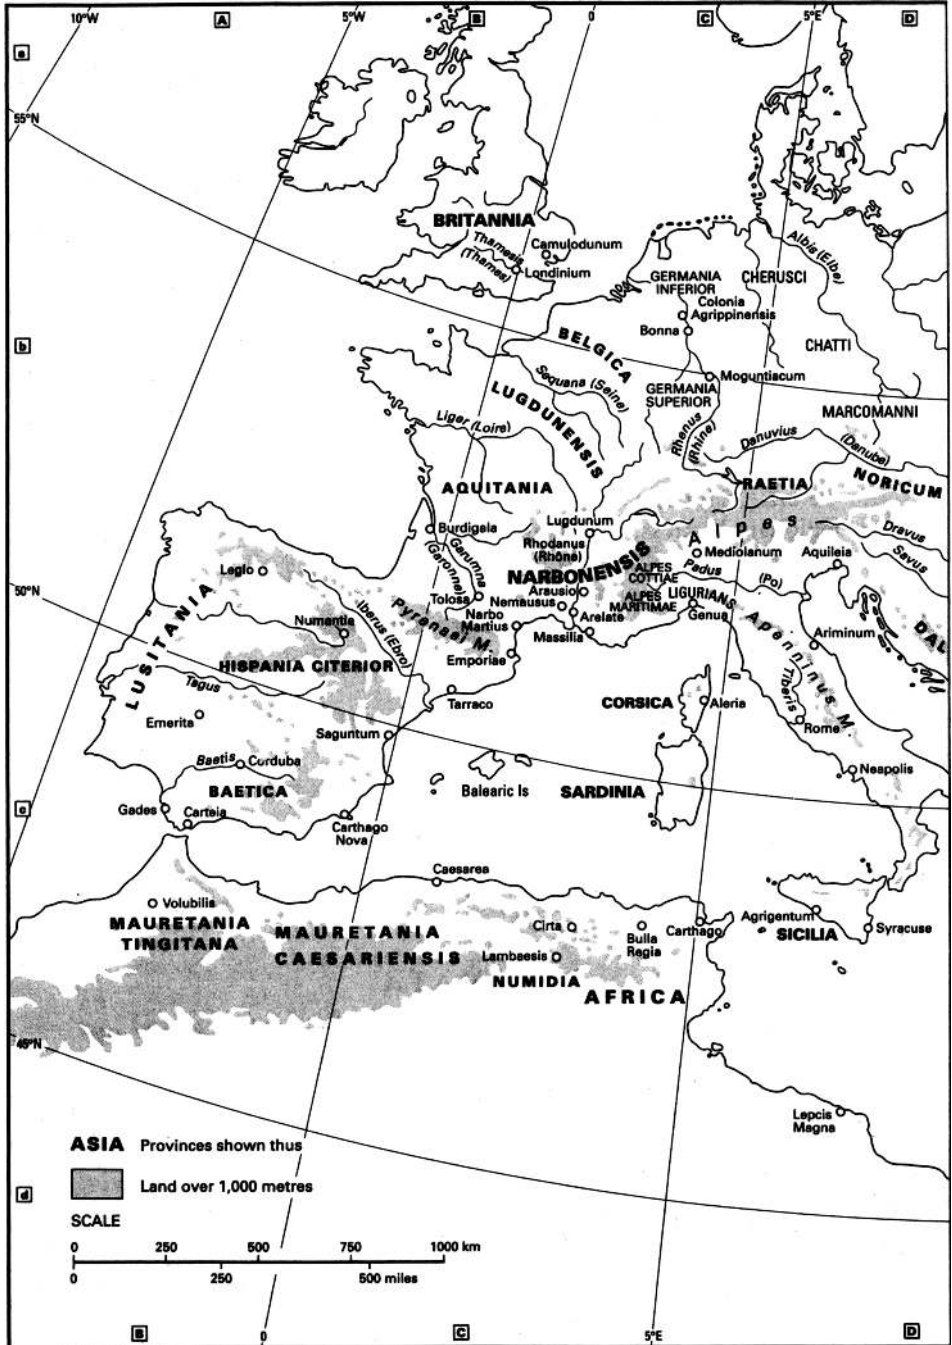 10°W
A
5°W
B
0
C
5°E
D
a
55°N
BRITANNIA
Thamesis
(Thames)
Camulodunum
Londinium
Albis (Elbe)
GERMANIA
INFERIOR
CHERUSCI
Colonia
Agrippinensis
Bonna
b
BELGICA
CHATTI
Sequana (Seine)
Moguntiacum
LUGDUNENSIS
GERMANIA
SUPERIOR
MARCOMANNI
Liger (Loire)
Rhenus
(Rhine)
Danuvius
(Danube)
NORICUM
RAETIA
AQUITANIA
Burdigala
Lugdunum
Alpes
Dravus
Savus
Rhodanus
(Rhône)
Garumna
(Garonne)
Mediolanum
Aquileia
NARBONENSIS
Legio
ALPES
COTTIAE
Padus
(Po)
50°N
Arausio
Tolosa
Nemausus
ALPES
MARITIMAE
LIGURIANS
LUSITANIA
Iberus (Ebro)
Pyrenaei M.
Narbo
Martius
Arelate
Genua
Numantia
Massilia
Apenninus M.
Ariminum
DAL
HISPANIA CITERIOR
Emporiae
Tagus
Tarraco
CORSICA
Aleria
Tiberis
Emerita
Saguntum
Rome
Baetis
Corduba
Neapolis
BAETICA
Balearic Is
SARDINIA
c
Gades
Carteia
Carthago
Nova
Caesarea
Volubilis
MAURETANIA
TINGITANA
MAURETANIA
CAESARIENSIS
Cirta
Bulla
Regia
Carthago
Agrigentum
SICILIA
Syracuse
Lambaesis
NUMIDIA
AFRICA
45°N
Lepcis
Magna
ASIA Provinces shown thus
Land over 1,000 metres
d
SCALE
0 250 500 750 1000 km
0 250 500 miles
B
0
C
5°E
D